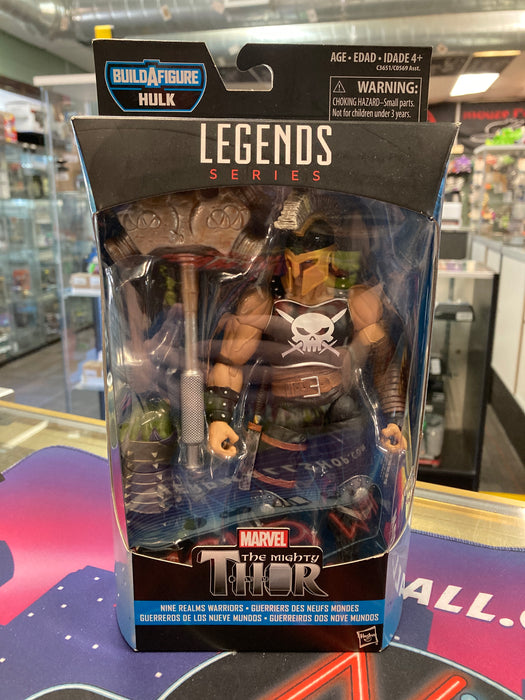 BUILD A FIGURE
HULK
AGE • EDAD • IDADE 4+
C3651/C0569 Asst.
WARNING:
CHOKING HAZARD–Small parts.
Not for children under 3 years.
LEGENDS
SERIES
MARVEL
THE MIGHTY
THOR
NINE REALMS WARRIORS • GUERRIERS DES NEUFS MONDES
GUERREROS DE LOS NUEVE MUNDOS • GUERREIROS DOS NOVE MUNDOS
Hasbro
ALL.C